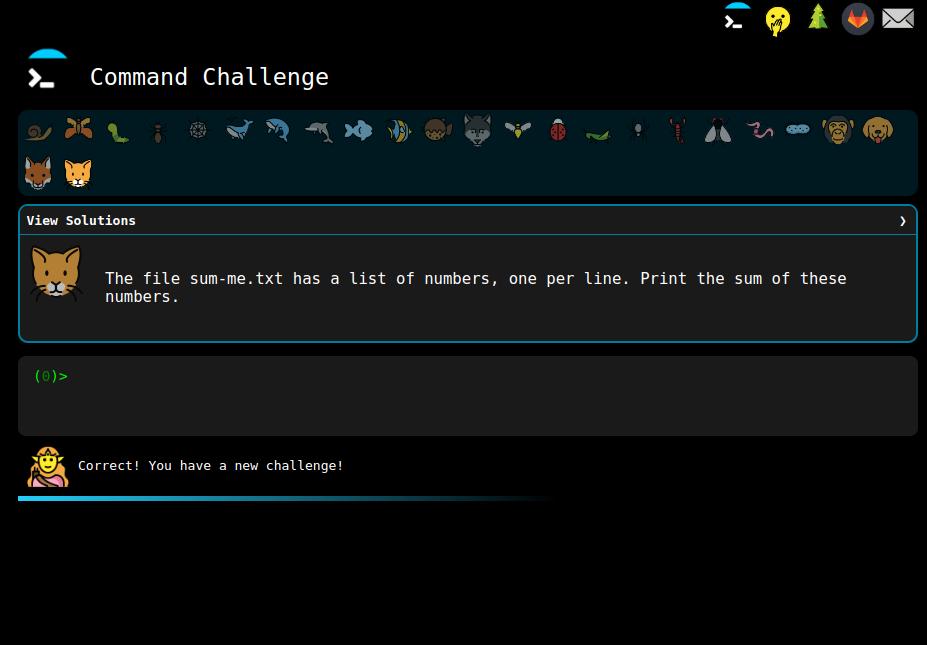 Command Challenge
View Solutions ❯
The file sum-me.txt has a list of numbers, one per line. Print the sum of these
numbers.
(0)>
Correct! You have a new challenge!